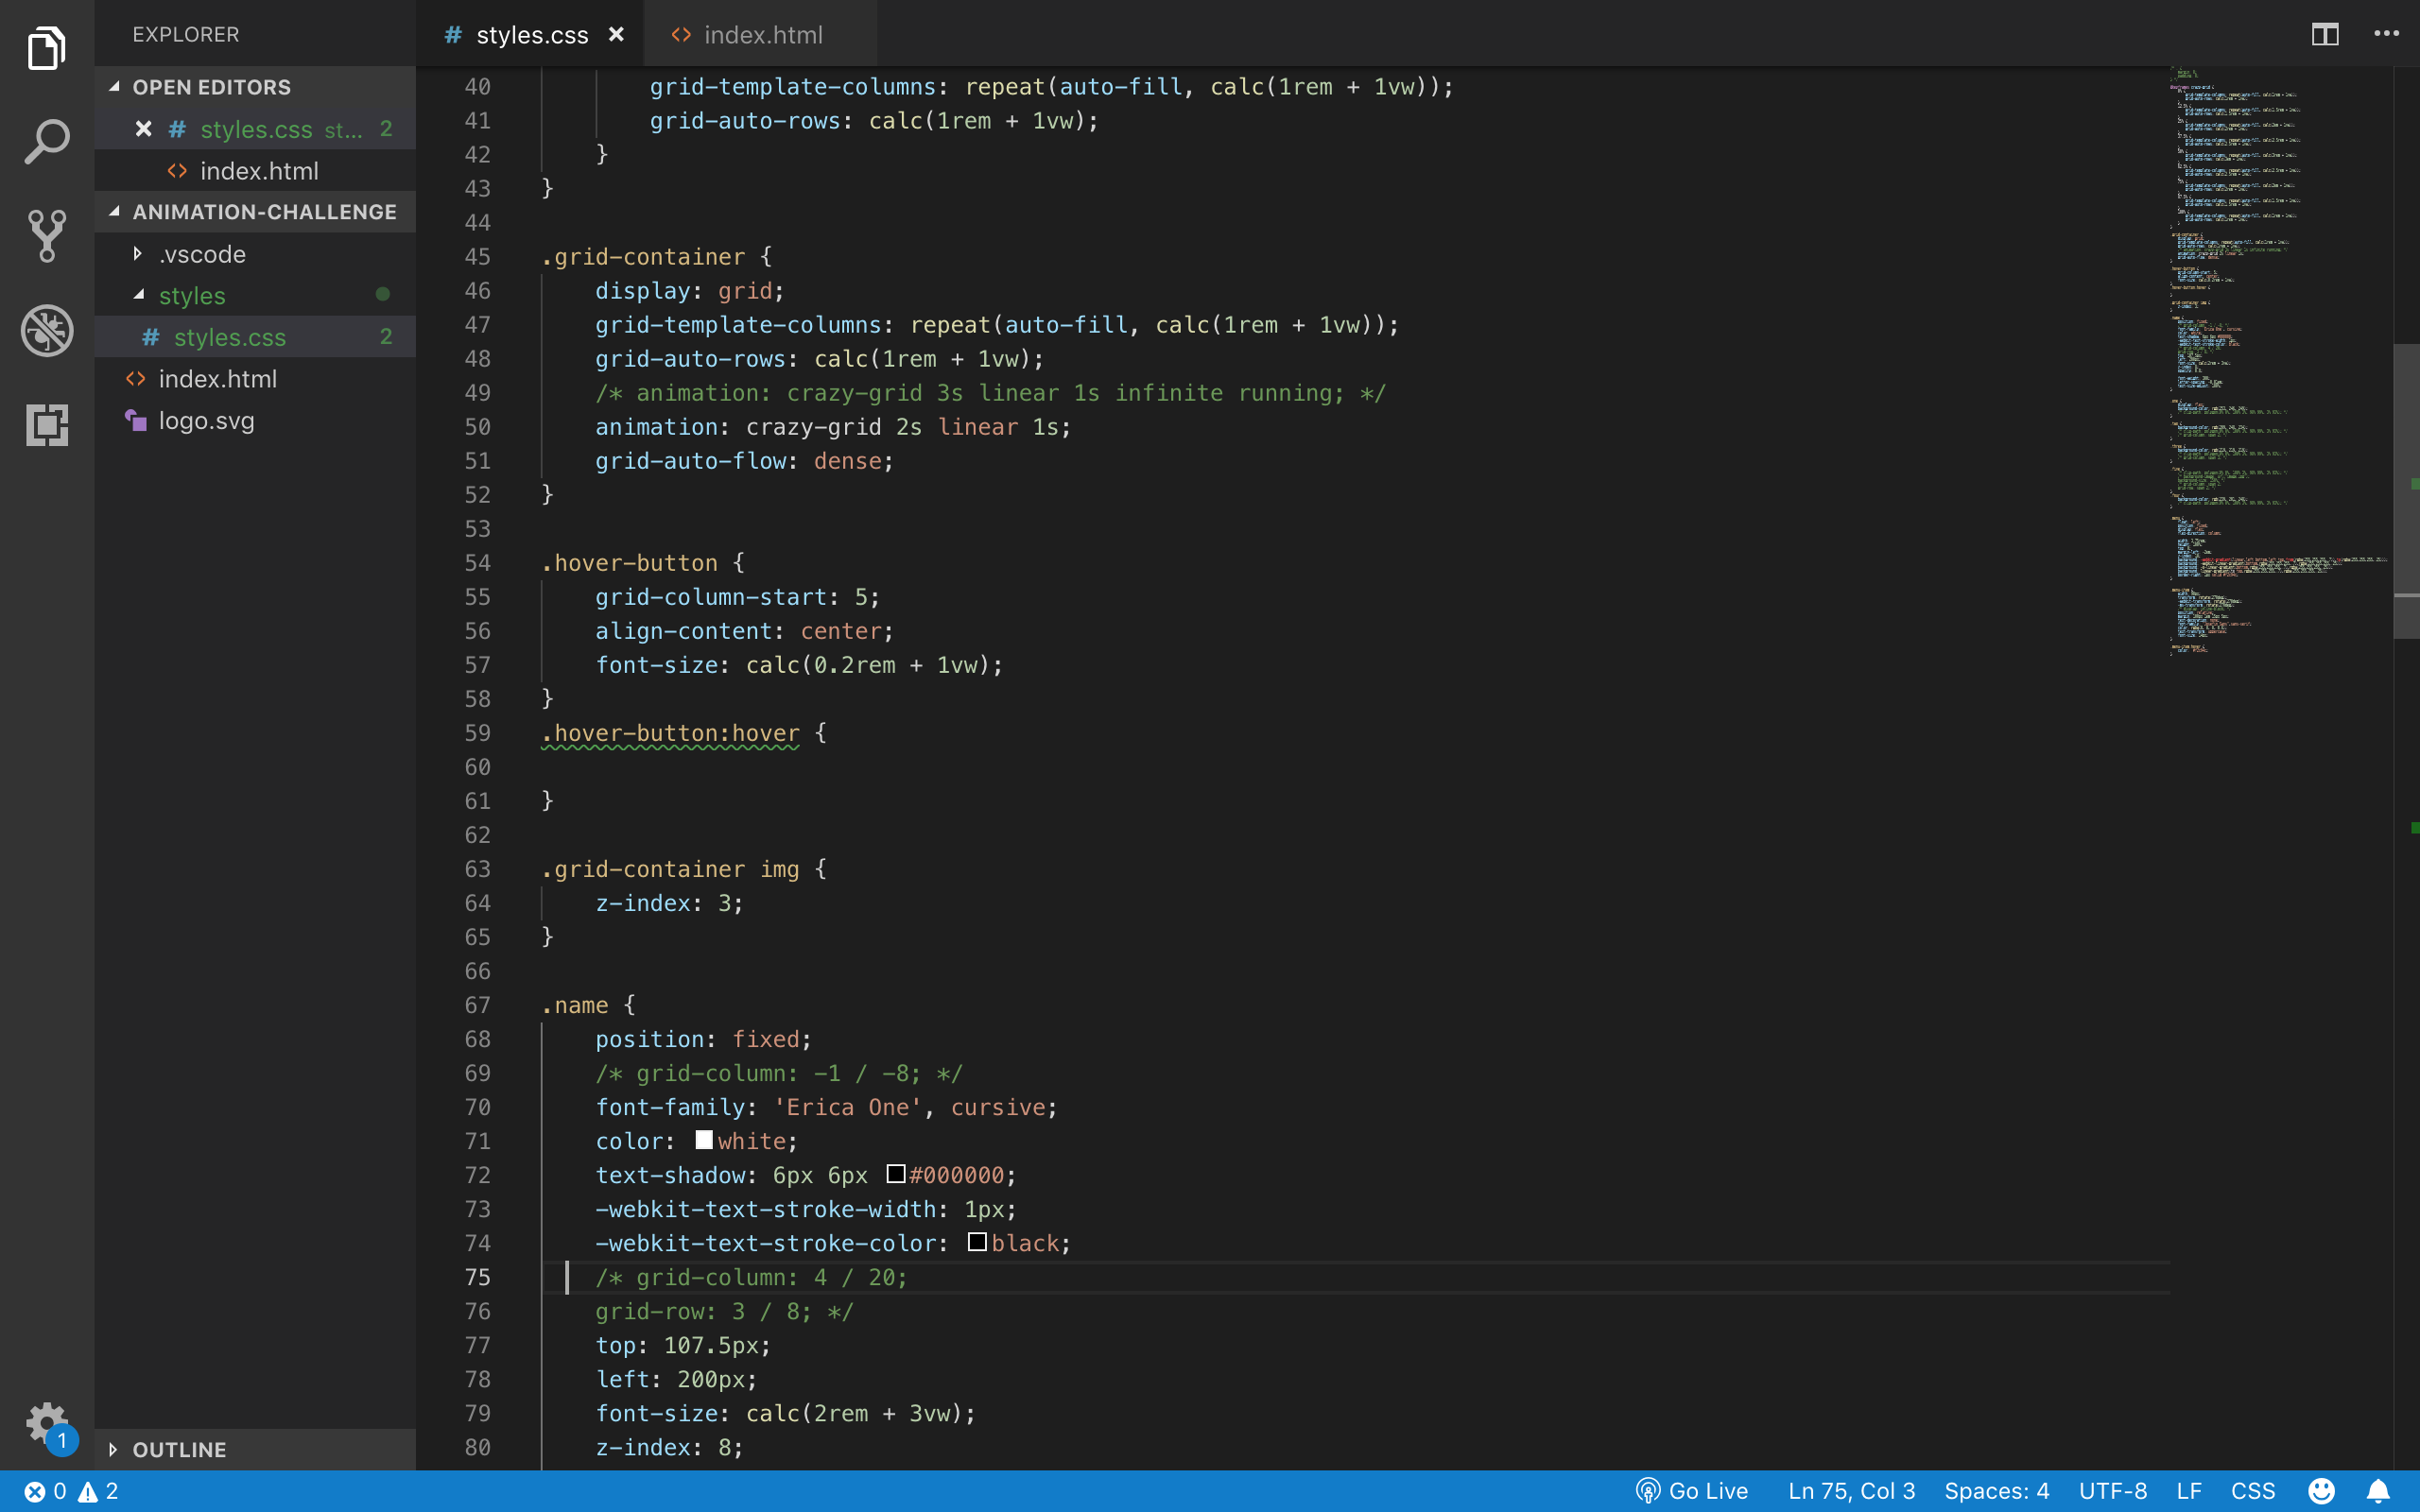 EXPLORER
OPEN EDITORS
# styles.css st... 2
<> index.html
ANIMATION-CHALLENGE
.vscode
styles
# styles.css 2
<> index.html
logo.svg
OUTLINE
1
# styles.css
<> index.html
40 grid-template-columns: repeat(auto-fill, calc(1rem + 1vw));
41 grid-auto-rows: calc(1rem + 1vw);
42 }
43 }
44
45 .grid-container {
46 display: grid;
47 grid-template-columns: repeat(auto-fill, calc(1rem + 1vw));
48 grid-auto-rows: calc(1rem + 1vw);
49 /* animation: crazy-grid 3s linear 1s infinite running; */
50 animation: crazy-grid 2s linear 1s;
51 grid-auto-flow: dense;
52 }
53
54 .hover-button {
55 grid-column-start: 5;
56 align-content: center;
57 font-size: calc(0.2rem + 1vw);
58 }
59 .hover-button:hover {
60
61 }
62
63 .grid-container img {
64 z-index: 3;
65 }
66
67 .name {
68 position: fixed;
69 /* grid-column: -1 / -8; */
70 font-family: 'Erica One', cursive;
71 color: white;
72 text-shadow: 6px 6px #000000;
73 -webkit-text-stroke-width: 1px;
74 -webkit-text-stroke-color: black;
75 /* grid-column: 4 / 20;
76 grid-row: 3 / 8; */
77 top: 107.5px;
78 left: 200px;
79 font-size: calc(2rem + 3vw);
80 z-index: 8;
0 2
Go Live Ln 75, Col 3 Spaces: 4 UTF-8 LF CSS